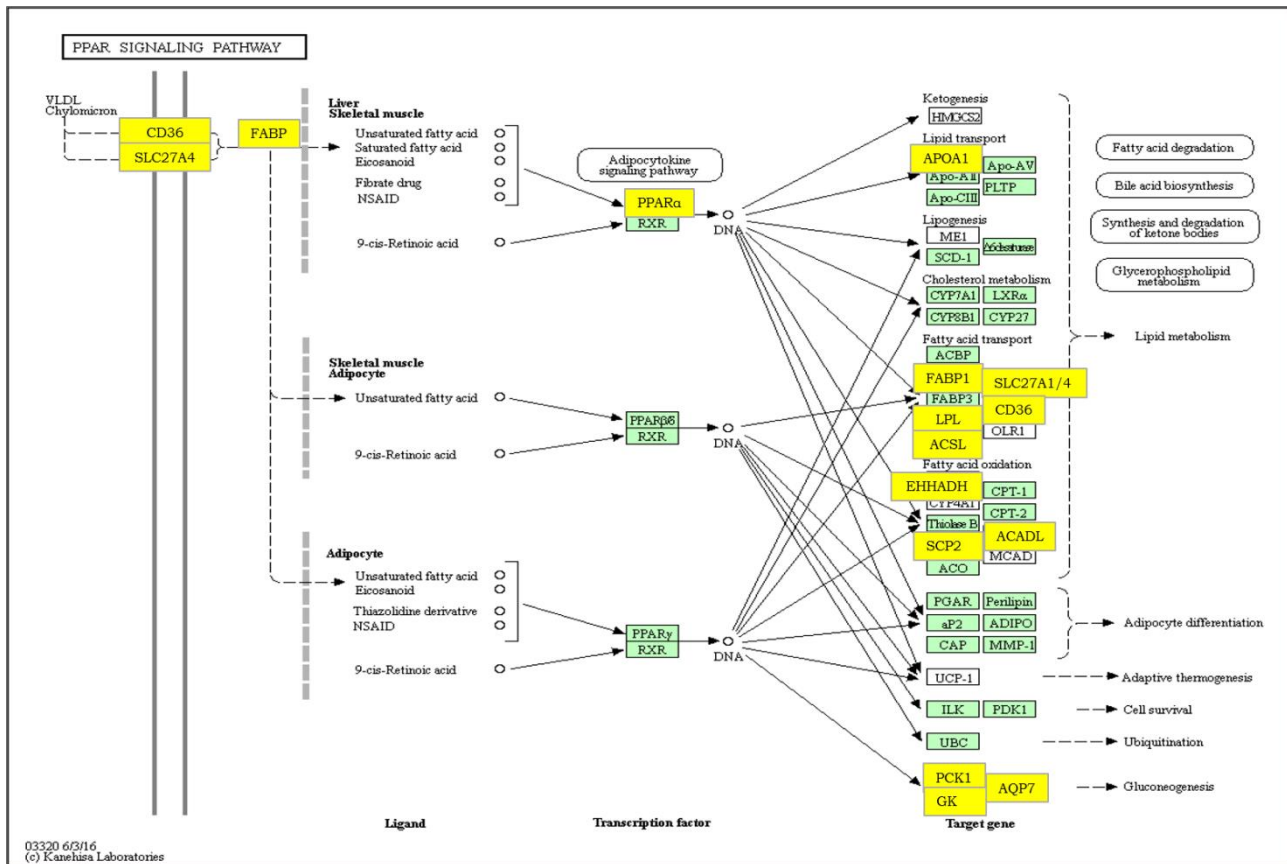 PPAR SIGNALING PATHWAY
VLDL
Chylomicron
CD36
SLC27A4
FABP
Liver
Skeletal muscle
Unsaturated fatty acid
Saturated fatty acid
Eicosanoid
Fibrate drug
NSAID
9-cis-Retinoic acid
Adipocytokine
signaling pathway
PPARα
RXR
DNA
Skeletal muscle
Adipocyte
Unsaturated fatty acid
9-cis-Retinoic acid
PPARβ/δ
RXR
DNA
Adipocyte
Unsaturated fatty acid
Eicosanoid
Thiazolidine derivative
NSAID
9-cis-Retinoic acid
PPARγ
RXR
DNA
Ketogenesis
HMGCS2
Lipid transport
APOA1
Apo-AV
Apo-AII
PLTP
Apo-CIII
Lipogenesis
ME1
Δ6desaturase
SCD-1
Cholesterol metabolism
CYP7A1
LXRα
CYP8B1
CYP27
Fatty acid transport
ACBP
FABP1
SLC27A1/4
FABP3
CD36
LPL
OLR1
ACSL
Fatty acid oxidation
EHHADH
CPT-1
CYP4A1
CPT-2
Thiolase B
ACADL
SCP2
MCAD
ACO
PGAR
Perilipin
aP2
ADIPO
CAP
MMP-1
UCP-1
ILK
PDK1
UBC
PCK1
AQP7
GK
Fatty acid degradation
Bile acid biosynthesis
Synthesis and degradation
of ketone bodies
Glycerophospholipid
metabolism
Lipid metabolism
Adipocyte differentiation
Adaptive thermogenesis
Cell survival
Ubiquitination
Gluconeogenesis
Ligand
Transcription factor
Target gene
03320 6/3/16
(c) Kanehisa Laboratories